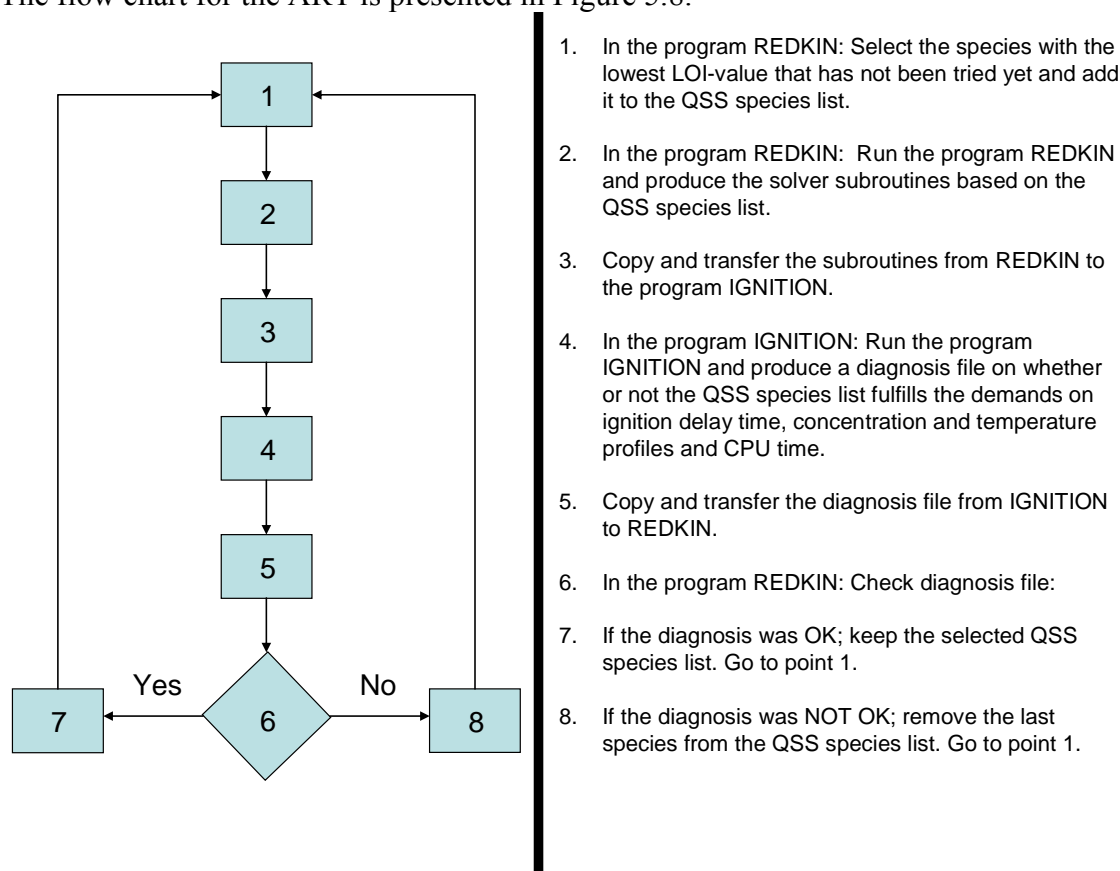 The flow chart for the ART is presented in Figure 5.8.
1
2
3
4
5
6
Yes
No
7
8
1. In the program REDKIN: Select the species with the
lowest LOI-value that has not been tried yet and add
it to the QSS species list.
2. In the program REDKIN: Run the program REDKIN
and produce the solver subroutines based on the
QSS species list.
3. Copy and transfer the subroutines from REDKIN to
the program IGNITION.
4. In the program IGNITION: Run the program
IGNITION and produce a diagnosis file on whether
or not the QSS species list fulfills the demands on
ignition delay time, concentration and temperature
profiles and CPU time.
5. Copy and transfer the diagnosis file from IGNITION
to REDKIN.
6. In the program REDKIN: Check diagnosis file:
7. If the diagnosis was OK; keep the selected QSS
species list. Go to point 1.
8. If the diagnosis was NOT OK; remove the last
species from the QSS species list. Go to point 1.